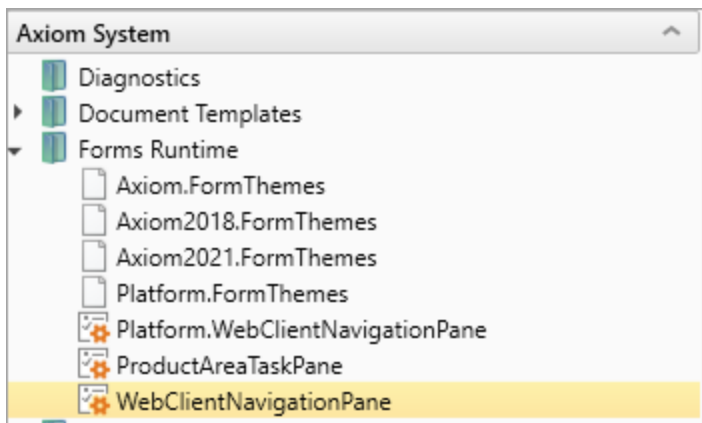 Axiom System
Diagnostics
Document Templates
Forms Runtime
Axiom.FormThemes
Axiom2018.FormThemes
Axiom2021.FormThemes
Platform.FormThemes
Platform.WebClientNavigationPane
ProductAreaTaskPane
WebClientNavigationPane